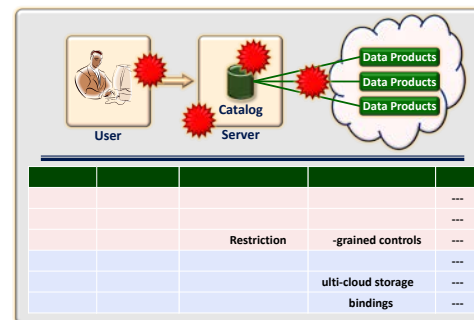 Data Products
Data Products
Catalog
Data Products
User
Server
---
---
Restriction -grained controls ---
---
ulti-cloud storage ---
bindings ---